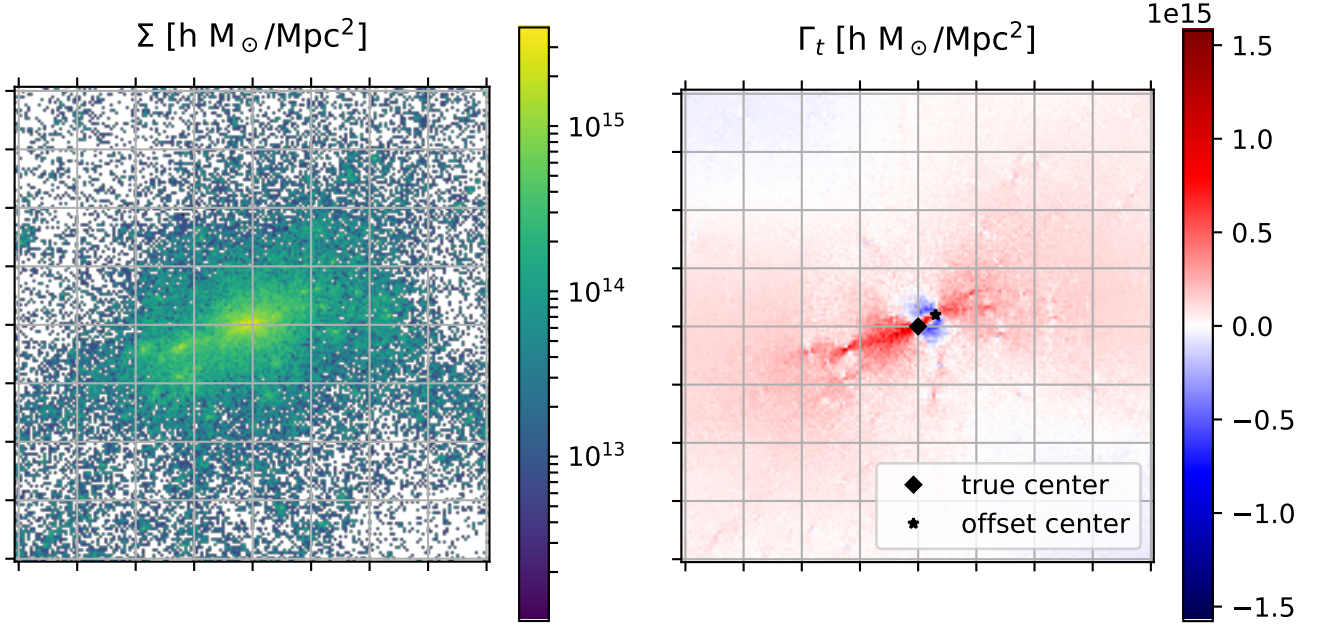 Σ [h M⊙/Mpc²]
10¹⁵
10¹⁴
10¹³
Γₜ [h M⊙/Mpc²]
1e15
1.5
1.0
0.5
0.0
−0.5
−1.0
−1.5
true center
offset center